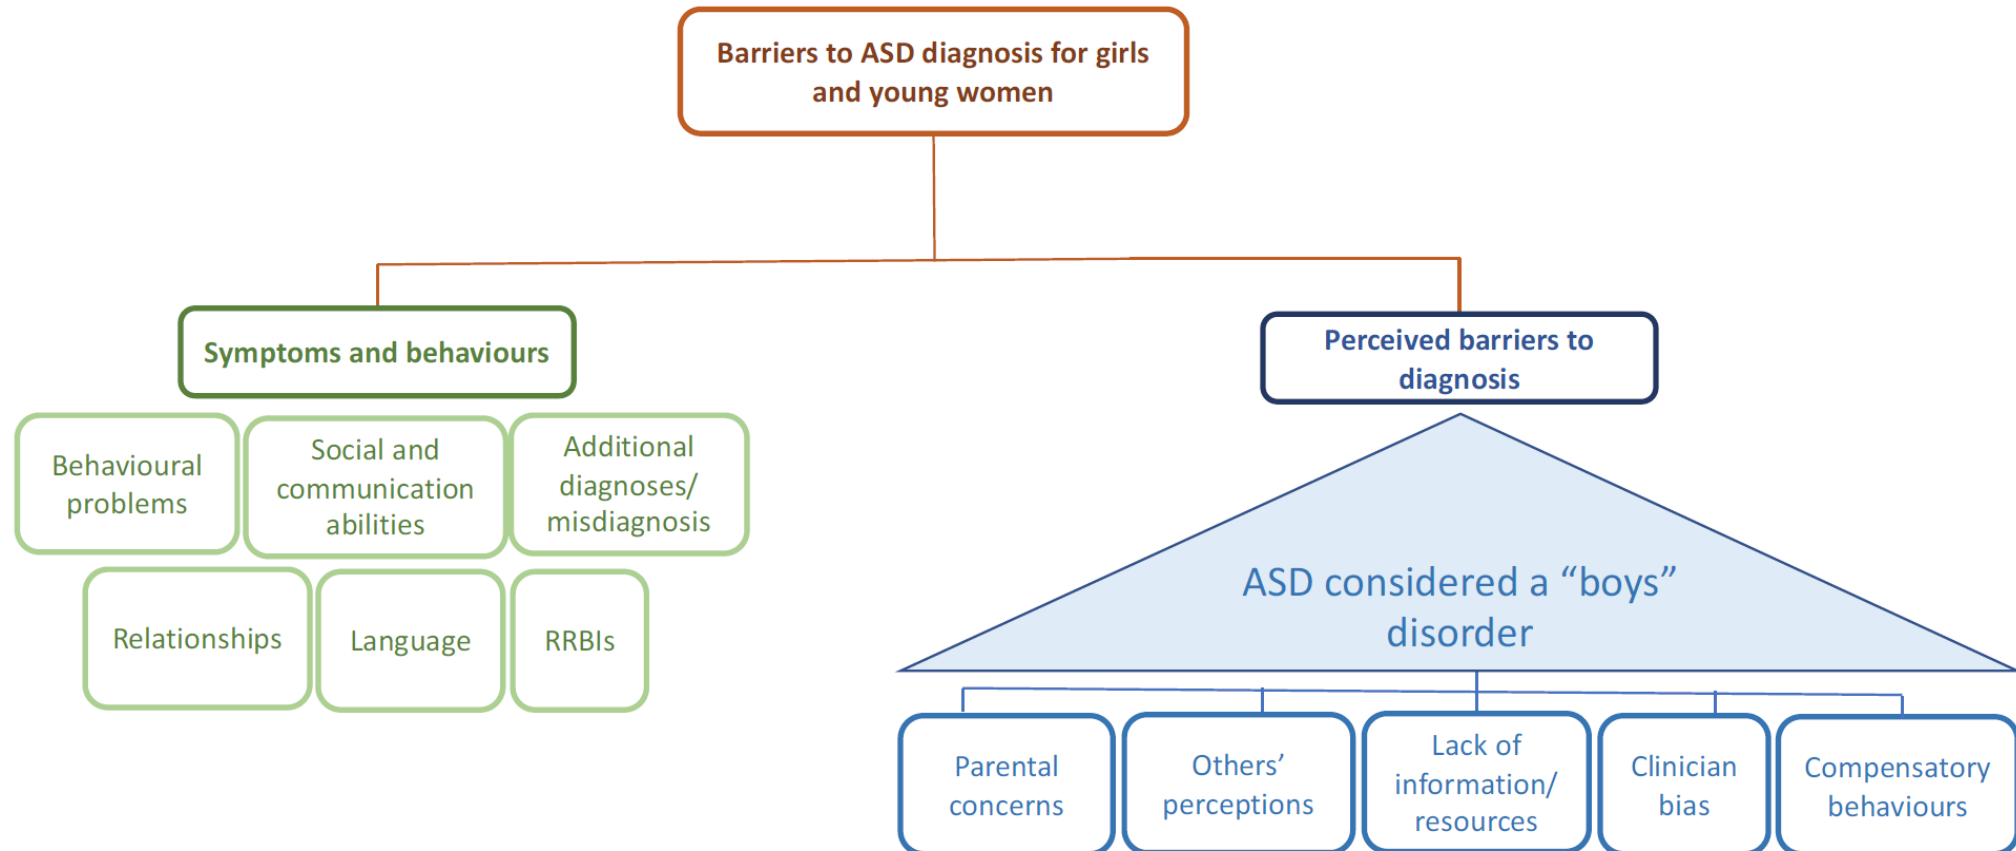 Barriers to ASD diagnosis for girls
and young women
Symptoms and behaviours
Perceived barriers to
diagnosis
Behavioural
problems
Social and
communication
abilities
Additional
diagnoses/
misdiagnosis
Relationships
Language
RRBIs
ASD considered a “boys”
disorder
Parental
concerns
Others’
perceptions
Lack of
information/
resources
Clinician
bias
Compensatory
behaviours